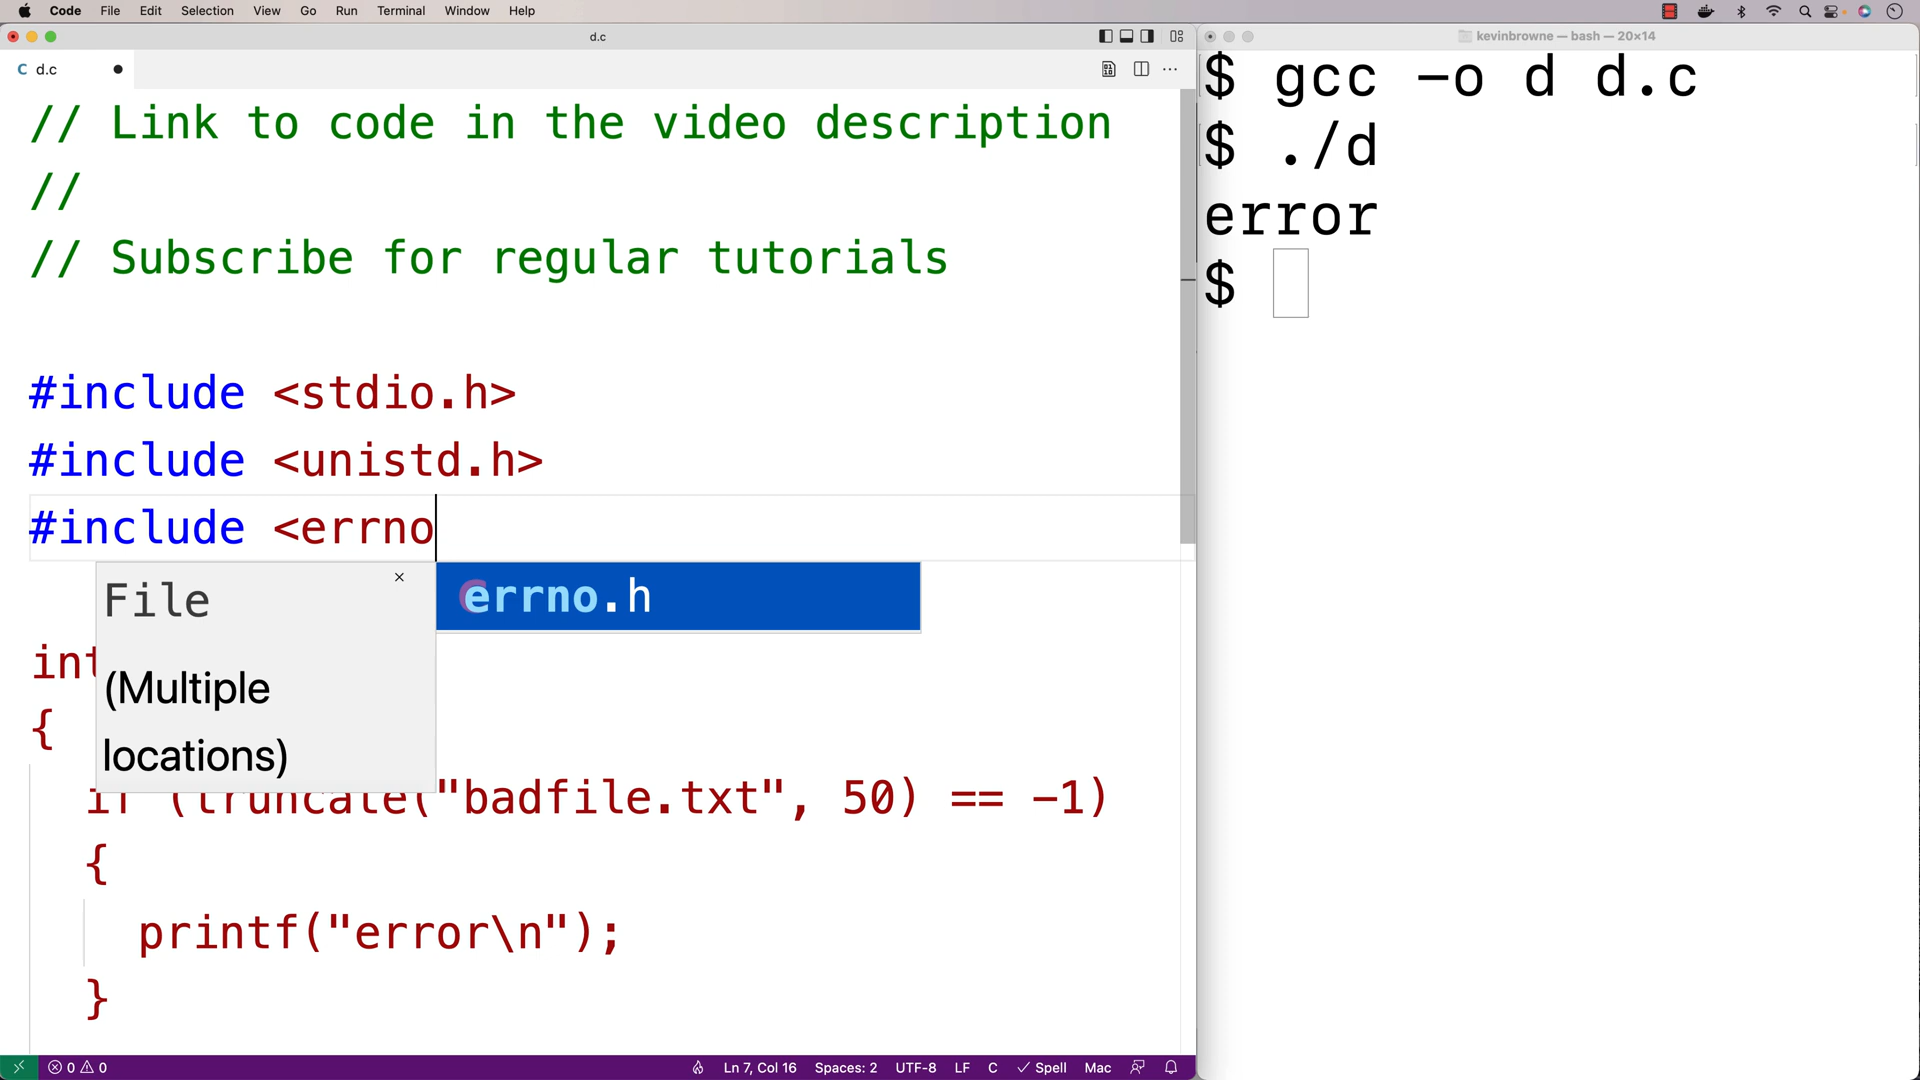 Code File Edit Selection View Go Run Terminal Window Help
d.c
C d.c
// Link to code in the video description
//
// Subscribe for regular tutorials
#include <stdio.h>
#include <unistd.h>
#include <errno
errno.h
File
(Multiple
locations)
int
{
if (truncate("badfile.txt", 50) == -1)
{
printf("error\n");
}
0 0 Ln 7, Col 16 Spaces: 2 UTF-8 LF C Spell Mac
kevinbrowne — bash — 20×14
$ gcc -o d d.c
$ ./d
error
$